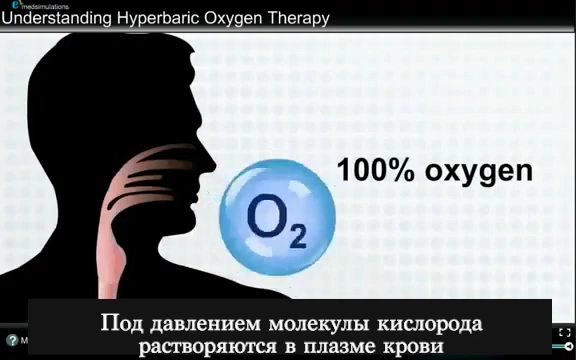 medsimulations
Understanding Hyperbaric Oxygen Therapy
100% oxygen
O2
Под давлением молекулы кислорода
растворяются в плазме крови